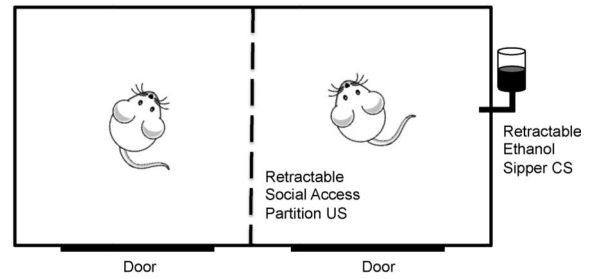 Retractable
Ethanol
Sipper CS
Retractable
Social Access
Partition US
Door
Door